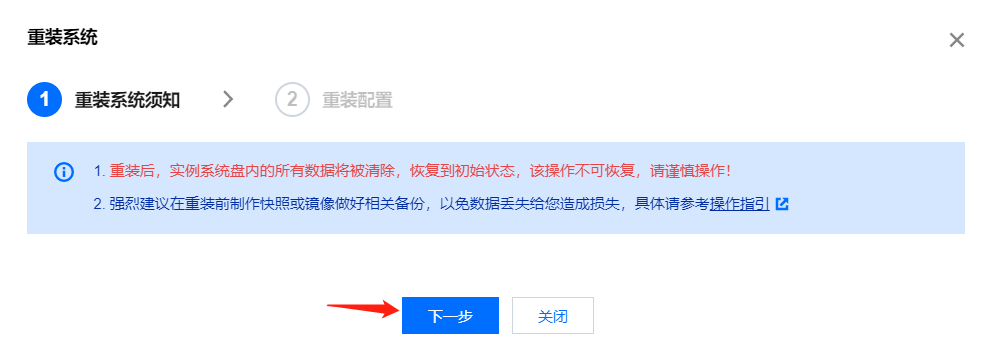 重装系统
1 重装系统须知 2 重装配置
1. 重装后，实例系统盘内的所有数据将被清除，恢复到初始状态，该操作不可恢复，请谨慎操作！
2. 强烈建议在重装前制作快照或镜像做好相关备份，以免数据丢失给您造成损失，具体请参考操作指引
下一步 关闭